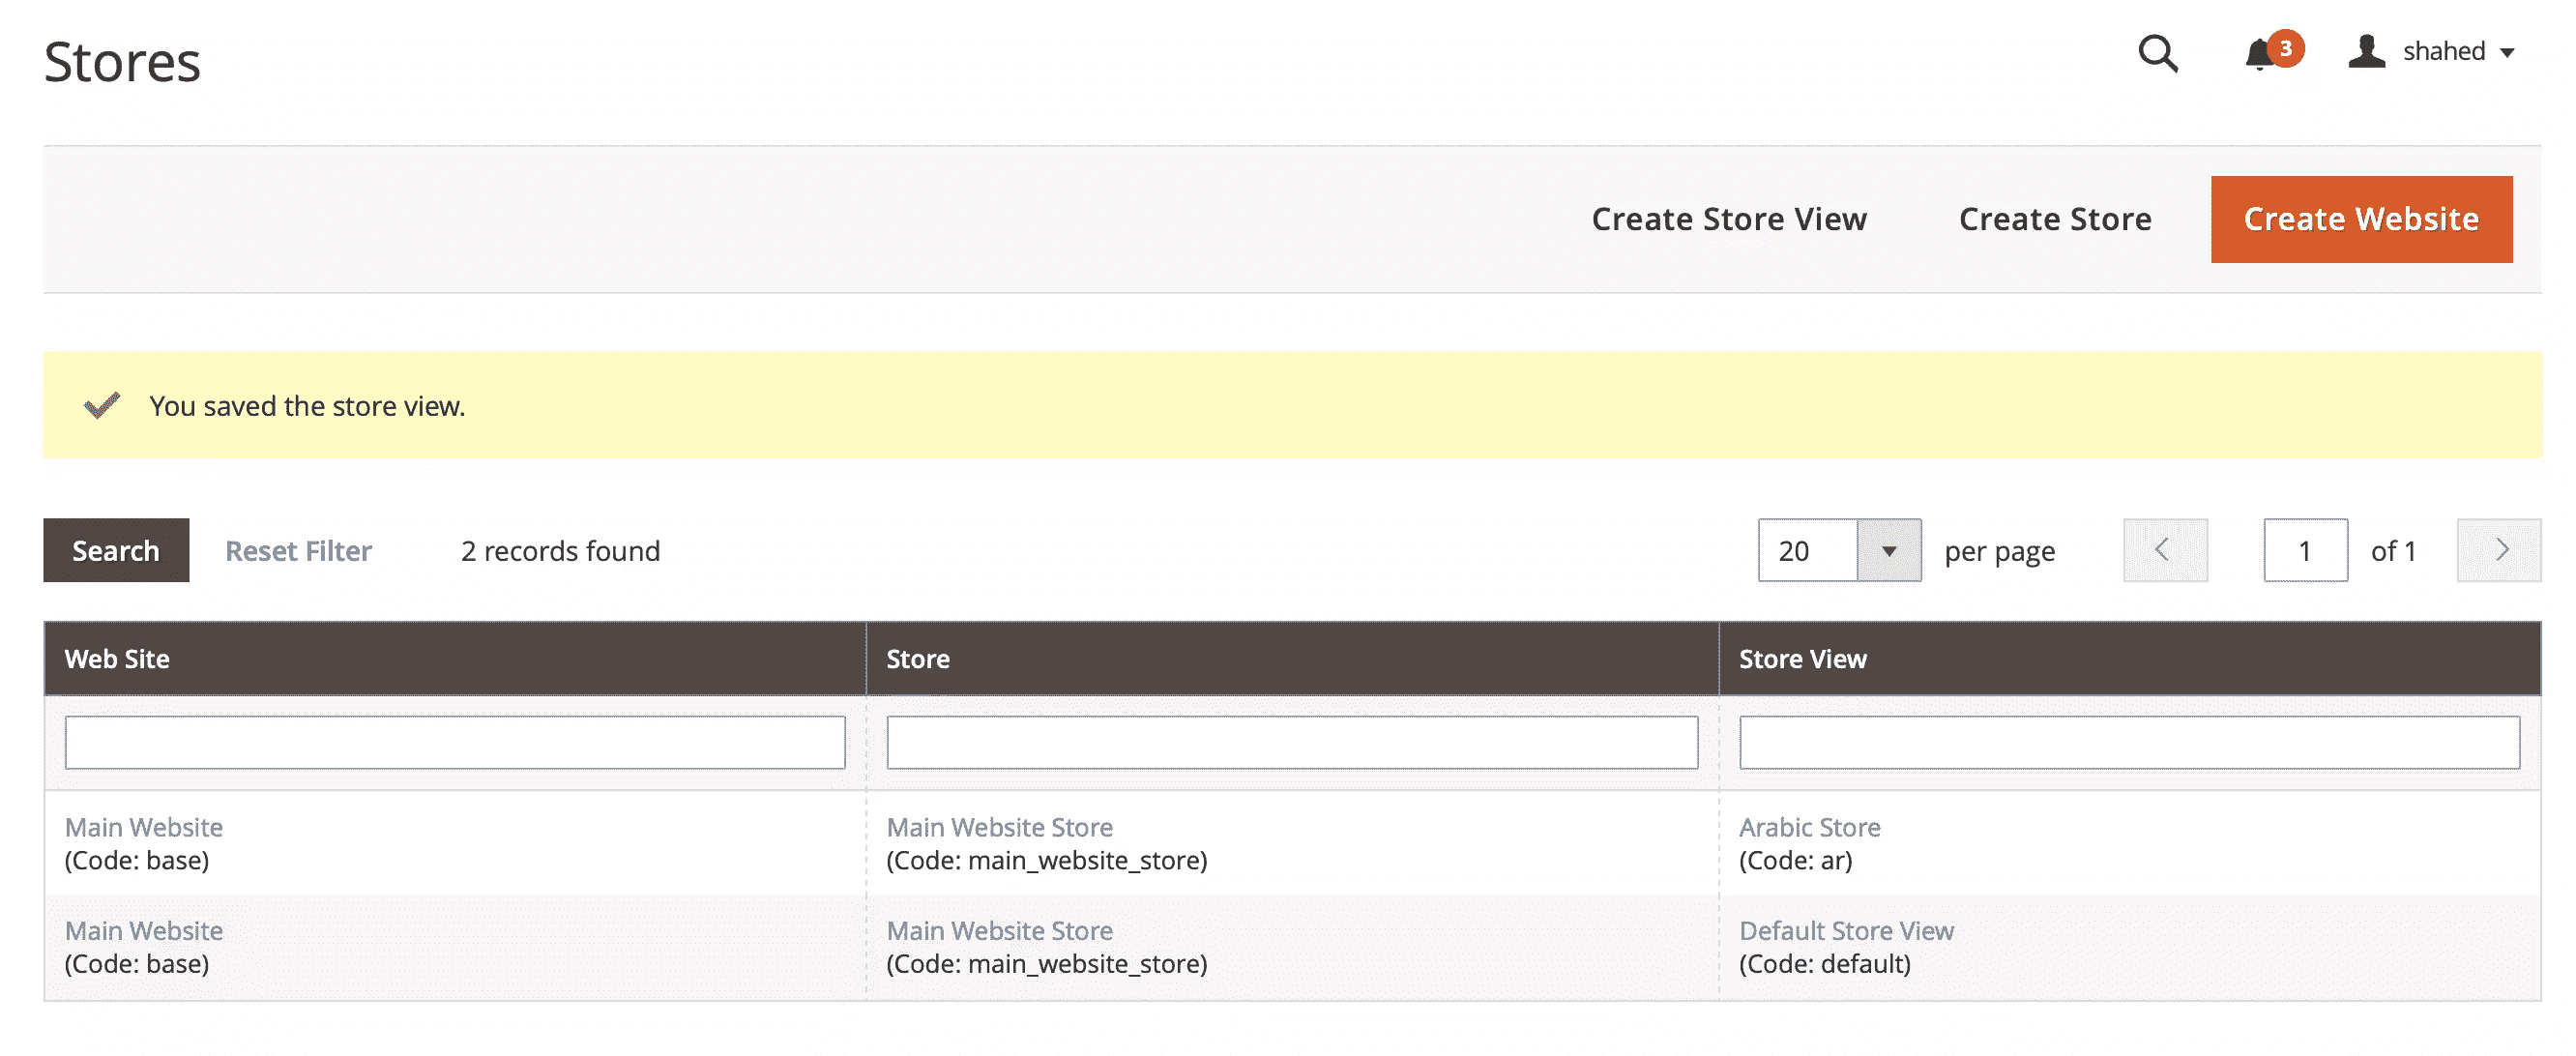 Stores
3
shahed
Create Store View
Create Store
Create Website
You saved the store view.
Search
Reset Filter
2 records found
20
per page
1
of 1
Web Site
Store
Store View
Main Website
(Code: base)
Main Website Store
(Code: main_website_store)
Arabic Store
(Code: ar)
Main Website
(Code: base)
Main Website Store
(Code: main_website_store)
Default Store View
(Code: default)